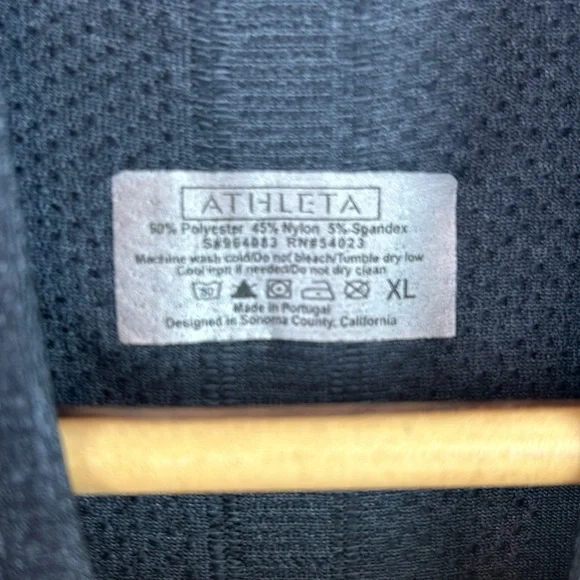 ATHLETA
50% Polyester 45% Nylon 5% Spandex
S#964083 RN#54023
Machine wash cold/Do not bleach/Tumble dry low
Cool iron if needed/Do not dry clean
30 XL
Made in Portugal
Designed in Sonoma County, California